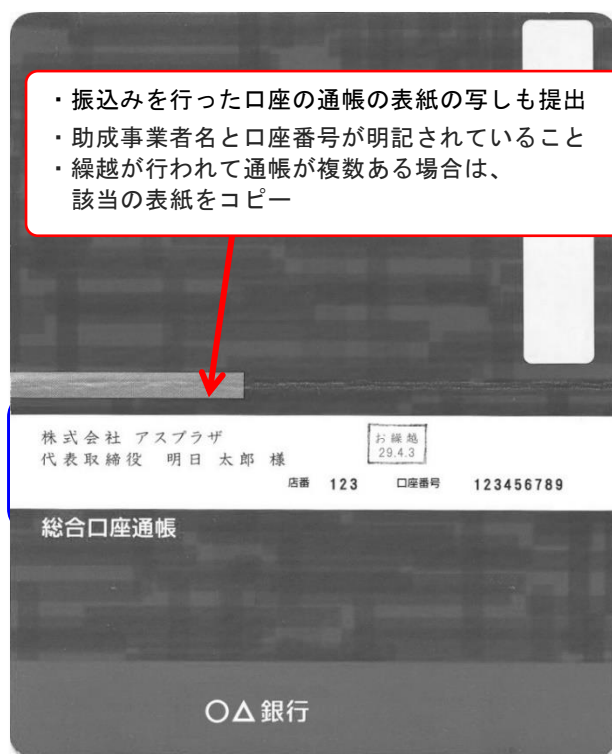 ・振込みを行った口座の通帳の表紙の写しも提出
・助成事業者名と口座番号が明記されていること
・繰越が行われて通帳が複数ある場合は、
該当の表紙をコピー
株式会社 アスプラザ
代表取締役 明日 太郎 様
お繰越
29.4.3
店番 123 口座番号 123456789
総合口座通帳
○△銀行